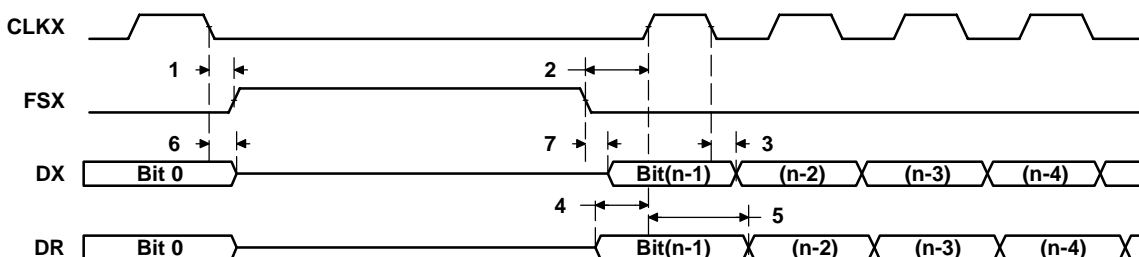 CLKX
1 2
FSX
6 7 3
DX Bit 0 Bit(n-1) (n-2) (n-3) (n-4)
4 5
DR Bit 0 Bit(n-1) (n-2) (n-3) (n-4)